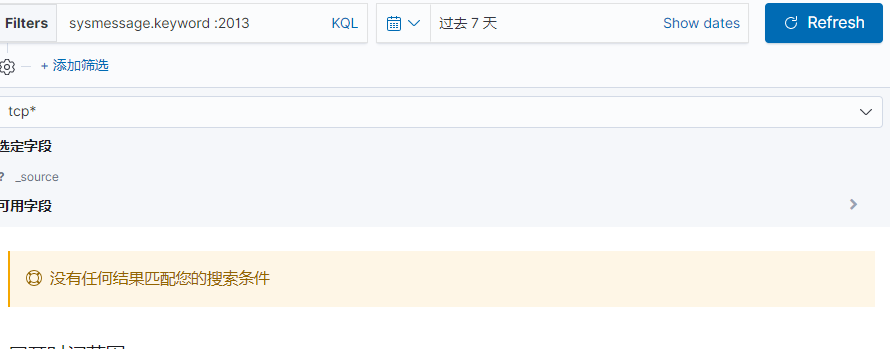 Filters sysmessage.keyword :2013 KQL 过去 7 天 Show dates Refresh
+ 添加筛选
tcp*
选定字段
? _source
可用字段
没有任何结果匹配您的搜索条件